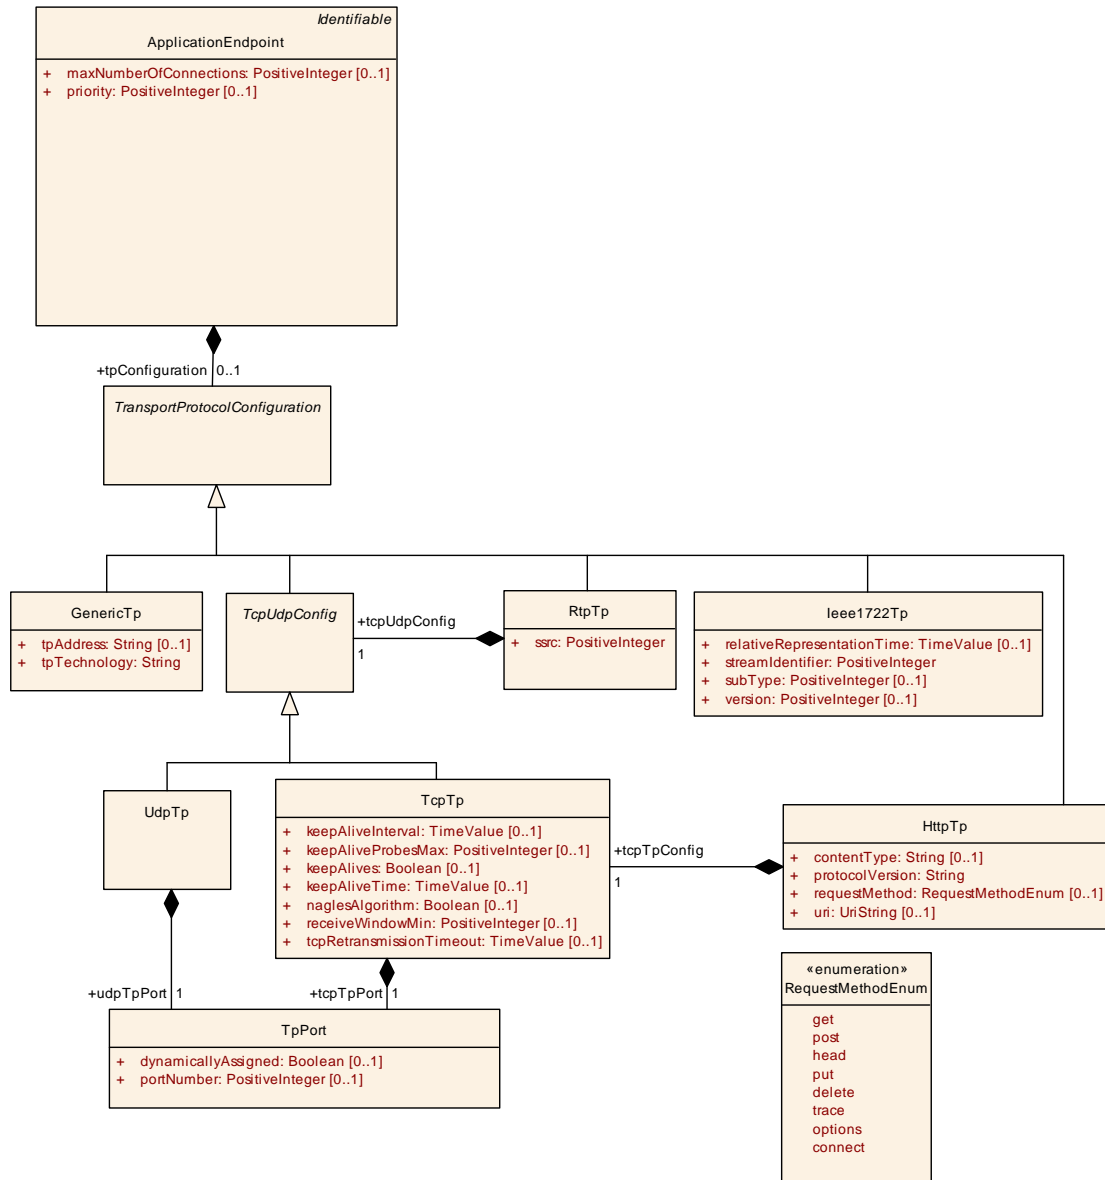 Identifiable
ApplicationEndpoint
+ maxNumberOfConnections: PositiveInteger [0..1]
+ priority: PositiveInteger [0..1]
+tpConfiguration 0..1
TransportProtocolConfiguration
GenericTp
+ tpAddress: String [0..1]
+ tpTechnology: String
TcpUdpConfig
+tcpUdpConfig
1
RtpTp
+ ssrc: PositiveInteger
Ieee1722Tp
+ relativeRepresentationTime: TimeValue [0..1]
+ streamIdentifier: PositiveInteger
+ subType: PositiveInteger [0..1]
+ version: PositiveInteger [0..1]
UdpTp
TcpTp
+ keepAliveInterval: TimeValue [0..1]
+ keepAliveProbesMax: PositiveInteger [0..1]
+ keepAlives: Boolean [0..1]
+ keepAliveTime: TimeValue [0..1]
+ naglesAlgorithm: Boolean [0..1]
+ receiveWindowMin: PositiveInteger [0..1]
+ tcpRetransmissionTimeout: TimeValue [0..1]
+tcpTpConfig
1
HttpTp
+ contentType: String [0..1]
+ protocolVersion: String
+ requestMethod: RequestMethodEnum [0..1]
+ uri: UriString [0..1]
+udpTpPort 1
+tcpTpPort 1
TpPort
+ dynamicallyAssigned: Boolean [0..1]
+ portNumber: PositiveInteger [0..1]
«enumeration»
RequestMethodEnum
get
post
head
put
delete
trace
options
connect